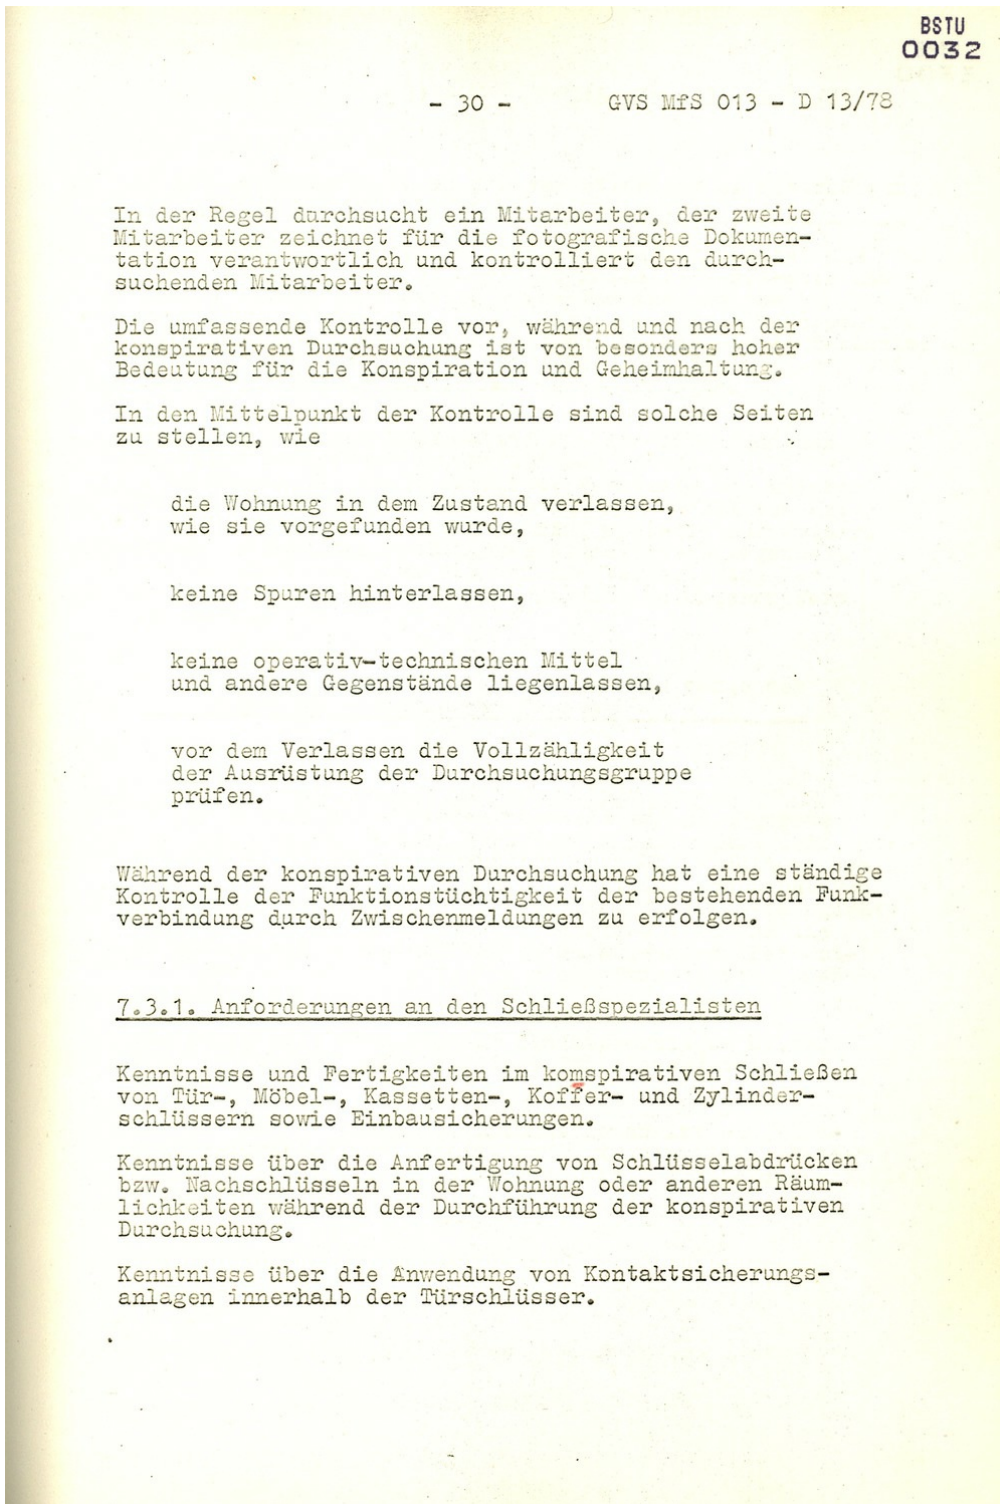 BSTU
0032
- 30 - GVS MfS 013 - D 13/78
In der Regel durchsucht ein Mitarbeiter, der zweite
Mitarbeiter zeichnet für die fotografische Dokumen-
tation verantwortlich und kontrolliert den durch-
suchenden Mitarbeiter.
Die umfassende Kontrolle vor, während und nach der
konspirativen Durchsuchung ist von besonders hoher
Bedeutung für die Konspiration und Geheimhaltung.
In den Mittelpunkt der Kontrolle sind solche Seiten
zu stellen, wie
die Wohnung in dem Zustand verlassen,
wie sie vorgefunden wurde,
keine Spuren hinterlassen,
keine operativ-technischen Mittel
und andere Gegenstände liegenlassen,
vor dem Verlassen die Vollzähligkeit
der Ausrüstung der Durchsuchungsgruppe
prüfen.
Während der konspirativen Durchsuchung hat eine ständige
Kontrolle der Funktionstüchtigkeit der bestehenden Funk-
verbindung durch Zwischenmeldungen zu erfolgen.
7.3.1. Anforderungen an den Schließspezialisten
Kenntnisse und Fertigkeiten im komspirativen Schließen
von Tür-, Möbel-, Kassetten-, Koffer- und Zylinder-
schlüssern sowie Einbausicherungen.
Kenntnisse über die Anfertigung von Schlüsselabdrücken
bzw. Nachschlüsseln in der Wohnung oder anderen Räum-
lichkeiten während der Durchführung der konspirativen
Durchsuchung.
Kenntnisse über die Anwendung von Kontaktsicherungs-
anlagen innerhalb der Türschlüsser.